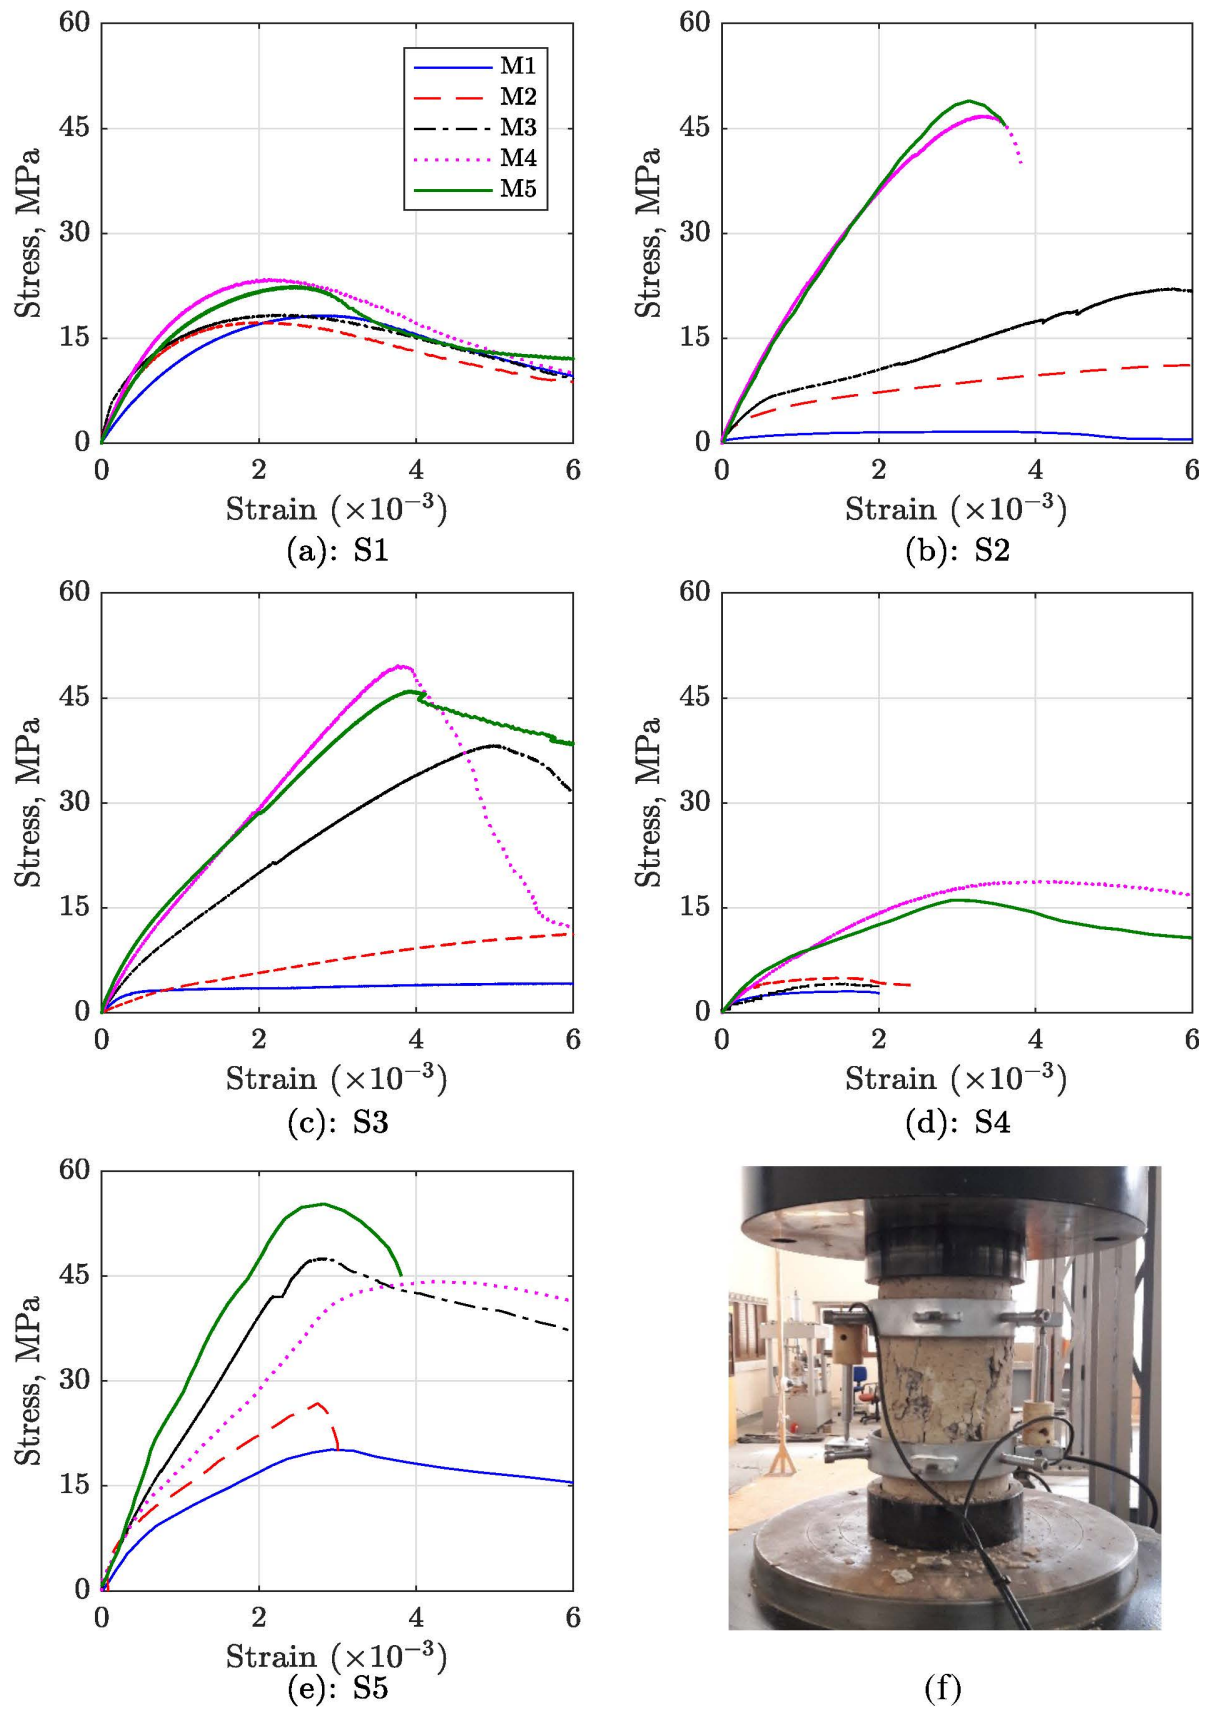 60
45
30
15
0
Stress, MPa
M1
M2
M3
M4
M5
0 2 4 6
Strain (×10⁻³)
(a): S1
60
45
30
15
0
Stress, MPa
0 2 4 6
Strain (×10⁻³)
(b): S2
60
45
30
15
0
Stress, MPa
0 2 4 6
Strain (×10⁻³)
(c): S3
60
45
30
15
0
Stress, MPa
0 2 4 6
Strain (×10⁻³)
(d): S4
60
45
30
15
0
Stress, MPa
0 2 4 6
Strain (×10⁻³)
(e): S5
(f)